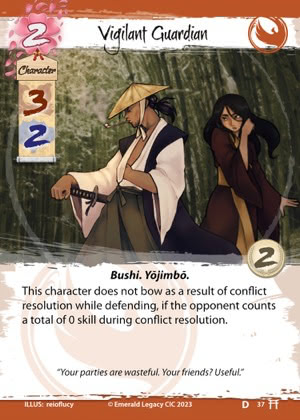 2
Vigilant Guardian
Character
3
2
2
Bushi. Yōjimbō.
This character does not bow as a result of conflict
resolution while defending, if the opponent counts
a total of 0 skill during conflict resolution.
"Your parties are wasteful. Your friends? Useful."
ILLUS: reioflucy
© Emerald Legacy CIC 2023
D 37